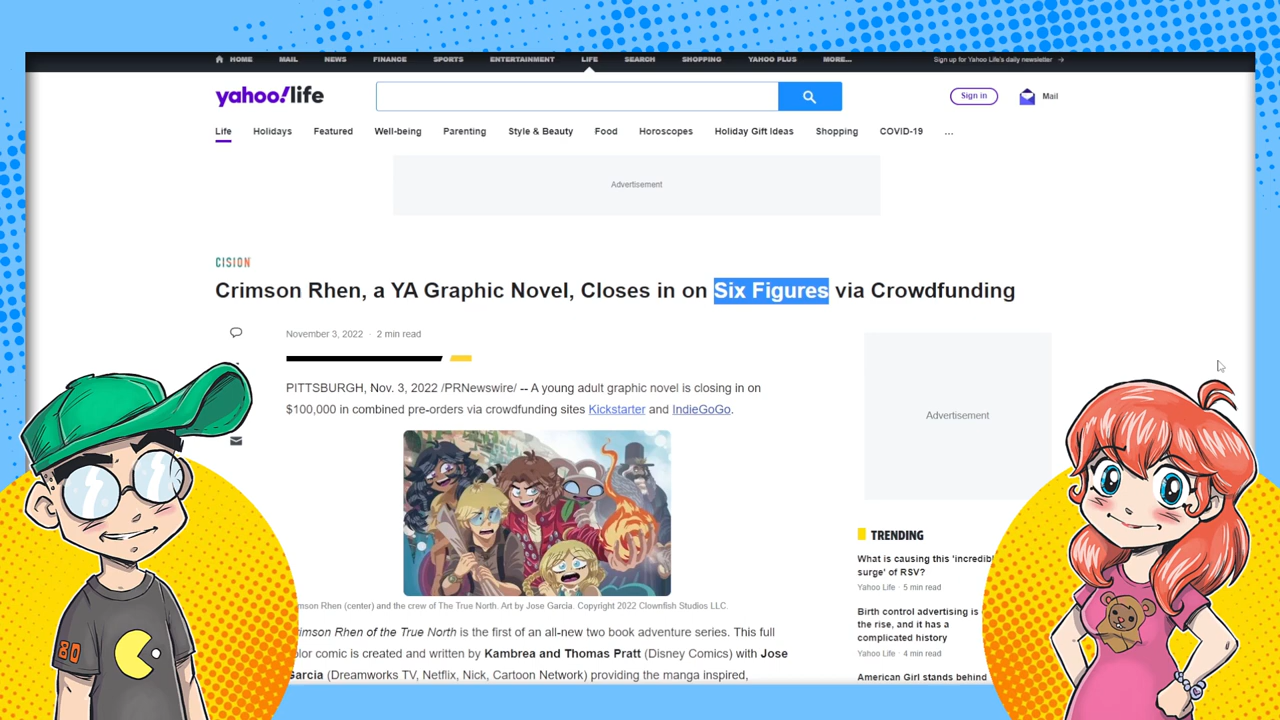 HOME MAIL NEWS FINANCE SPORTS ENTERTAINMENT LIFE SEARCH SHOPPING YAHOO PLUS MORE... Sign up for Yahoo Life's daily newsletter →
yahoo!life
Sign in
Mail
Life Holidays Featured Well-being Parenting Style & Beauty Food Horoscopes Holiday Gift Ideas Shopping COVID-19 ...
Advertisement
CISION
Crimson Rhen, a YA Graphic Novel, Closes in on Six Figures via Crowdfunding
November 3, 2022 · 2 min read
PITTSBURGH, Nov. 3, 2022 /PRNewswire/ -- A young adult graphic novel is closing in on
$100,000 in combined pre-orders via crowdfunding sites Kickstarter and IndieGoGo.
mson Rhen (center) and the crew of The True North. Art by Jose Garcia. Copyright 2022 Clownfish Studios LLC.
rimson Rhen of the True North is the first of an all-new two book adventure series. This full
olor comic is created and written by Kambrea and Thomas Pratt (Disney Comics) with Jose
Garcia (Dreamworks TV, Netflix, Nick, Cartoon Network) providing the manga inspired,
Advertisement
TRENDING
What is causing this 'incredibl
surge' of RSV?
Yahoo Life · 5 min read
Birth control advertising is
the rise, and it has a
complicated history
Yahoo Life · 4 min read
American Girl stands behind
80